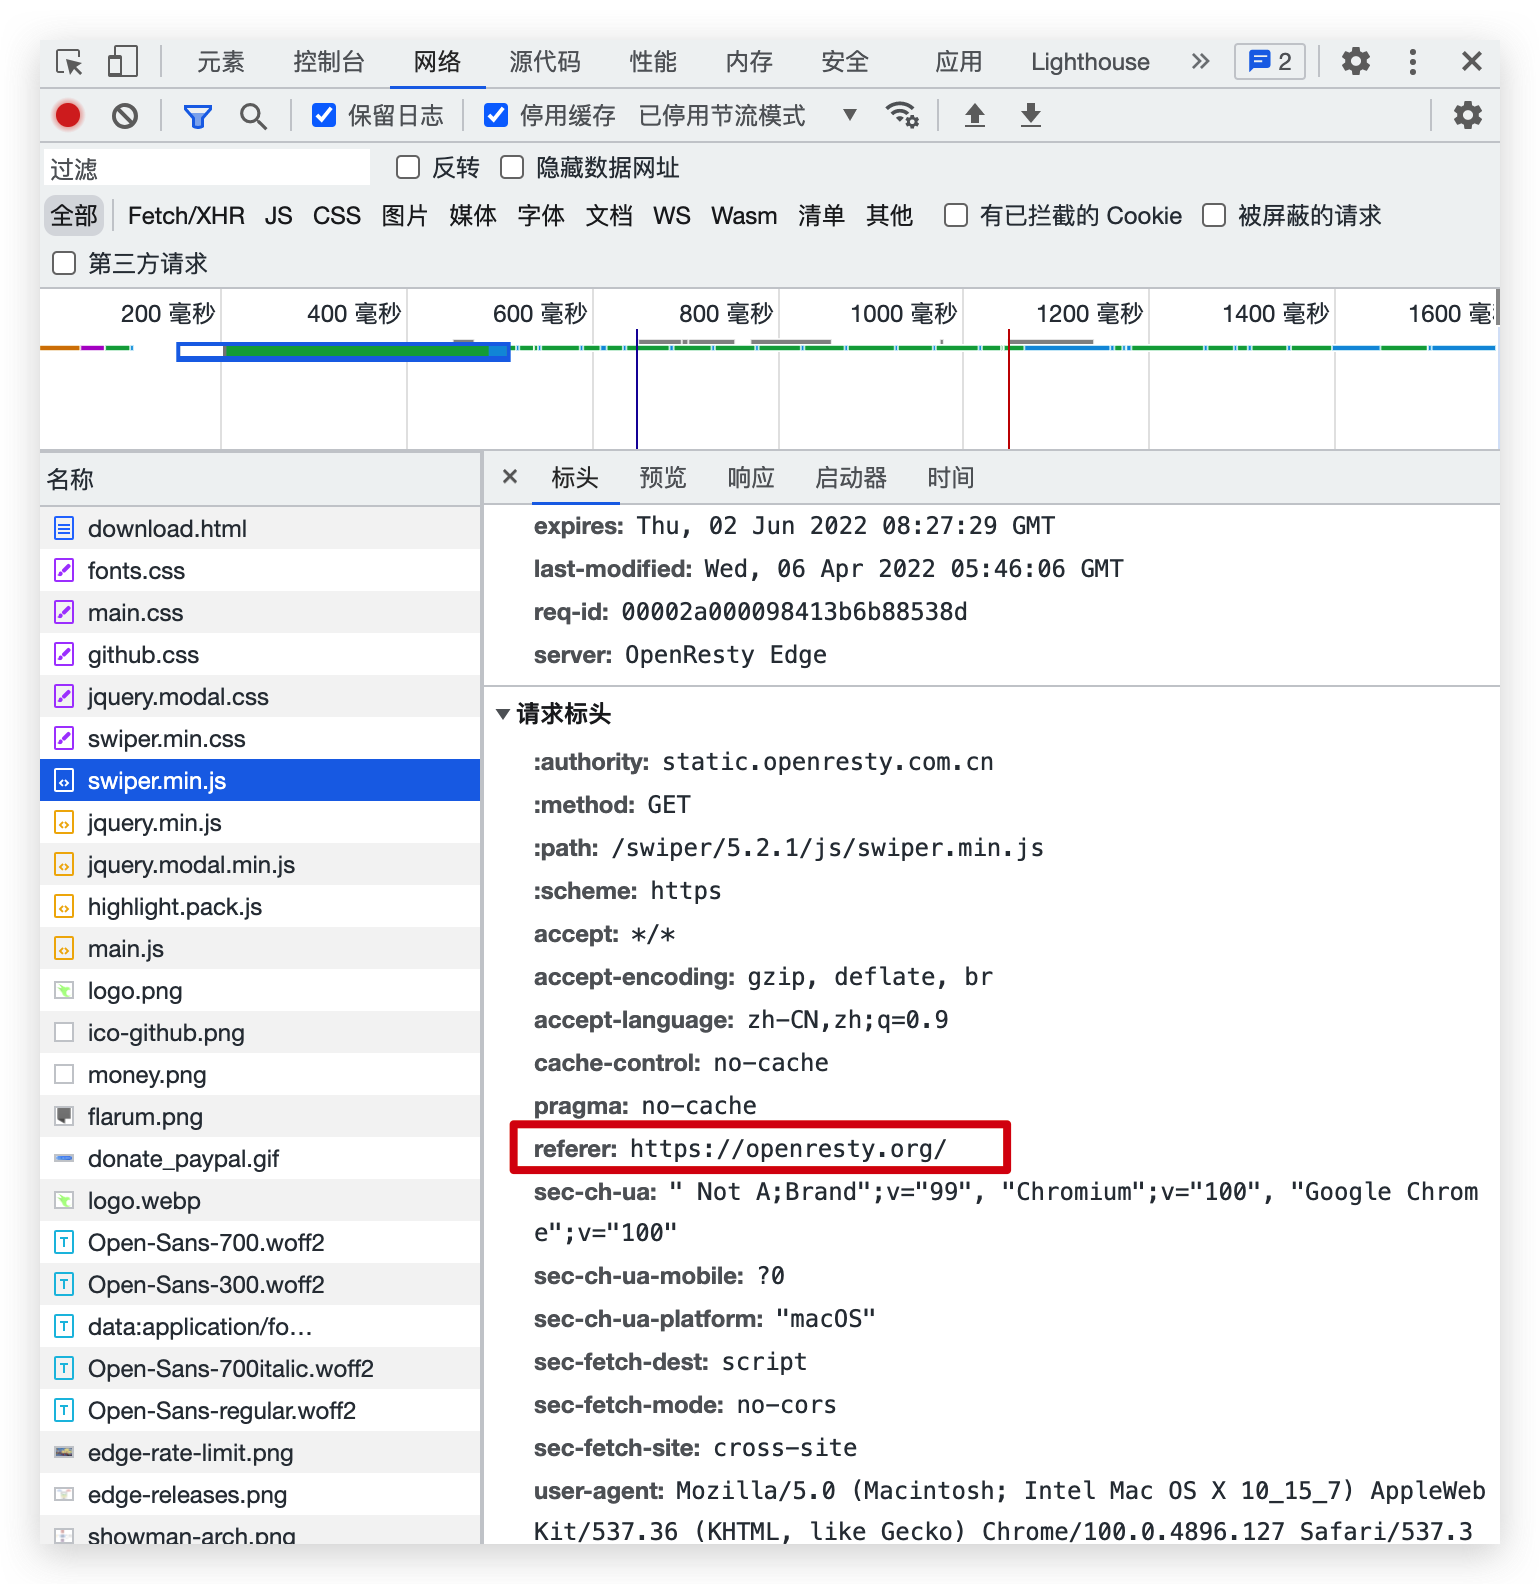 元素 控制台 网络 源代码 性能 内存 安全 应用 Lighthouse 2
保留日志 停用缓存 已停用节流模式
过滤 反转 隐藏数据网址
全部 Fetch/XHR JS CSS 图片 媒体 字体 文档 WS Wasm 清单 其他 有已拦截的 Cookie 被屏蔽的请求
第三方请求
200 毫秒 400 毫秒 600 毫秒 800 毫秒 1000 毫秒 1200 毫秒 1400 毫秒 1600 毫
名称
download.html
fonts.css
main.css
github.css
jquery.modal.css
swiper.min.css
swiper.min.js
jquery.min.js
jquery.modal.min.js
highlight.pack.js
main.js
logo.png
ico-github.png
money.png
flarum.png
donate_paypal.gif
logo.webp
Open-Sans-700.woff2
Open-Sans-300.woff2
data:application/fo…
Open-Sans-700italic.woff2
Open-Sans-regular.woff2
edge-rate-limit.png
edge-releases.png
showman-arch.png
标头 预览 响应 启动器 时间
expires: Thu, 02 Jun 2022 08:27:29 GMT
last-modified: Wed, 06 Apr 2022 05:46:06 GMT
req-id: 00002a000098413b6b88538d
server: OpenResty Edge
请求标头
:authority: static.openresty.com.cn
:method: GET
:path: /swiper/5.2.1/js/swiper.min.js
:scheme: https
accept: */*
accept-encoding: gzip, deflate, br
accept-language: zh-CN,zh;q=0.9
cache-control: no-cache
pragma: no-cache
referer: https://openresty.org/
sec-ch-ua: " Not A;Brand";v="99", "Chromium";v="100", "Google Chrom
e";v="100"
sec-ch-ua-mobile: ?0
sec-ch-ua-platform: "macOS"
sec-fetch-dest: script
sec-fetch-mode: no-cors
sec-fetch-site: cross-site
user-agent: Mozilla/5.0 (Macintosh; Intel Mac OS X 10_15_7) AppleWeb
Kit/537.36 (KHTML, like Gecko) Chrome/100.0.4896.127 Safari/537.3